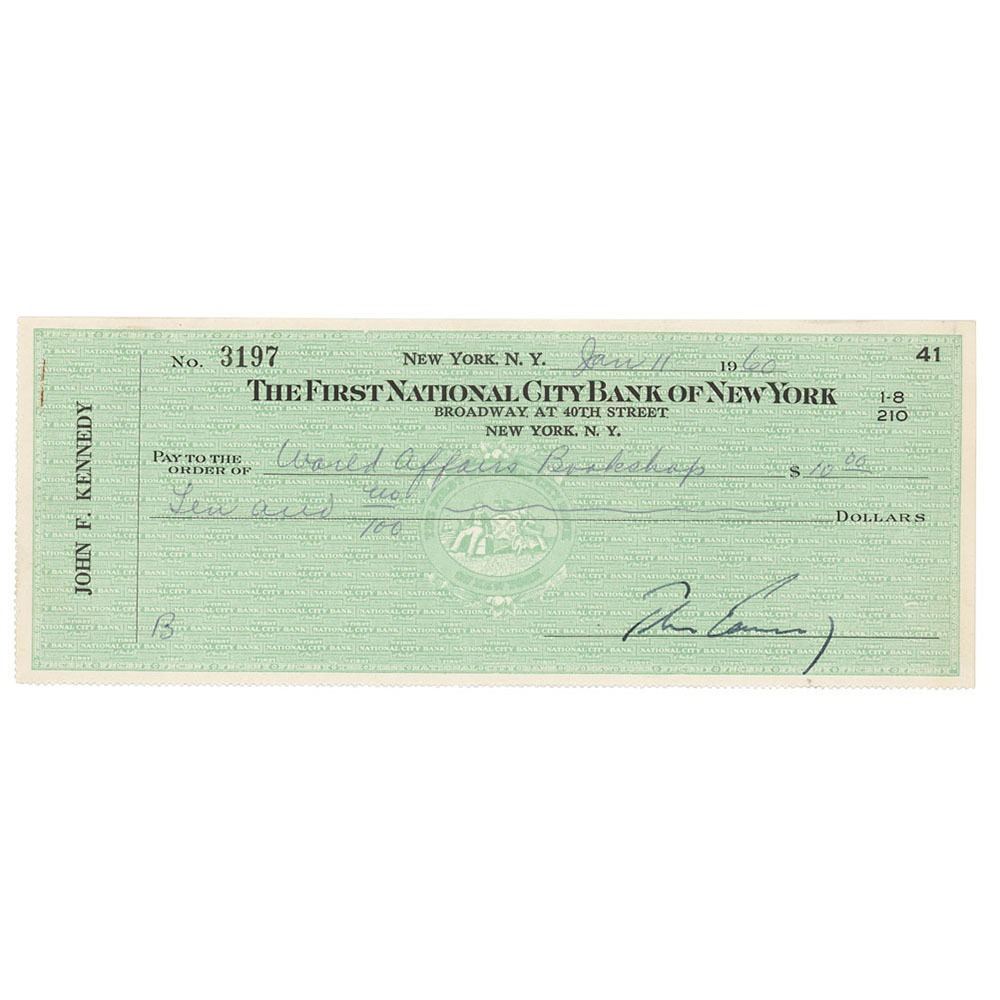 No. 3197 NEW YORK, N. Y. Jan 11 1960 41
THE FIRST NATIONAL CITY BANK OF NEW YORK
BROADWAY, AT 40TH STREET
NEW YORK, N. Y.
1-8
210
PAY TO THE ORDER OF World Affairs Bookshop $ 10 00
Ten and no/100 DOLLARS
JOHN F. KENNEDY
B